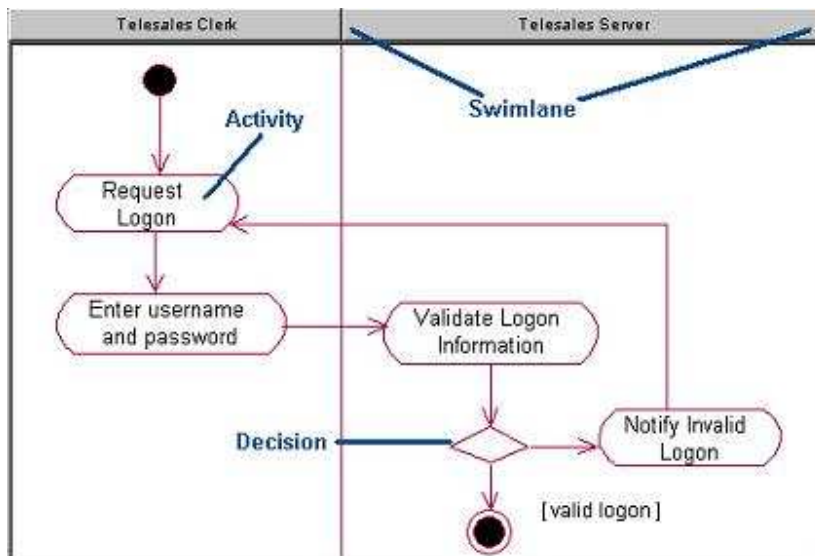 Telesales Clerk
Telesales Server
Activity
Swimlane
Request
Logon
Enter username
and password
Validate Logon
Information
Decision
Notify Invalid
Logon
[ valid logon ]